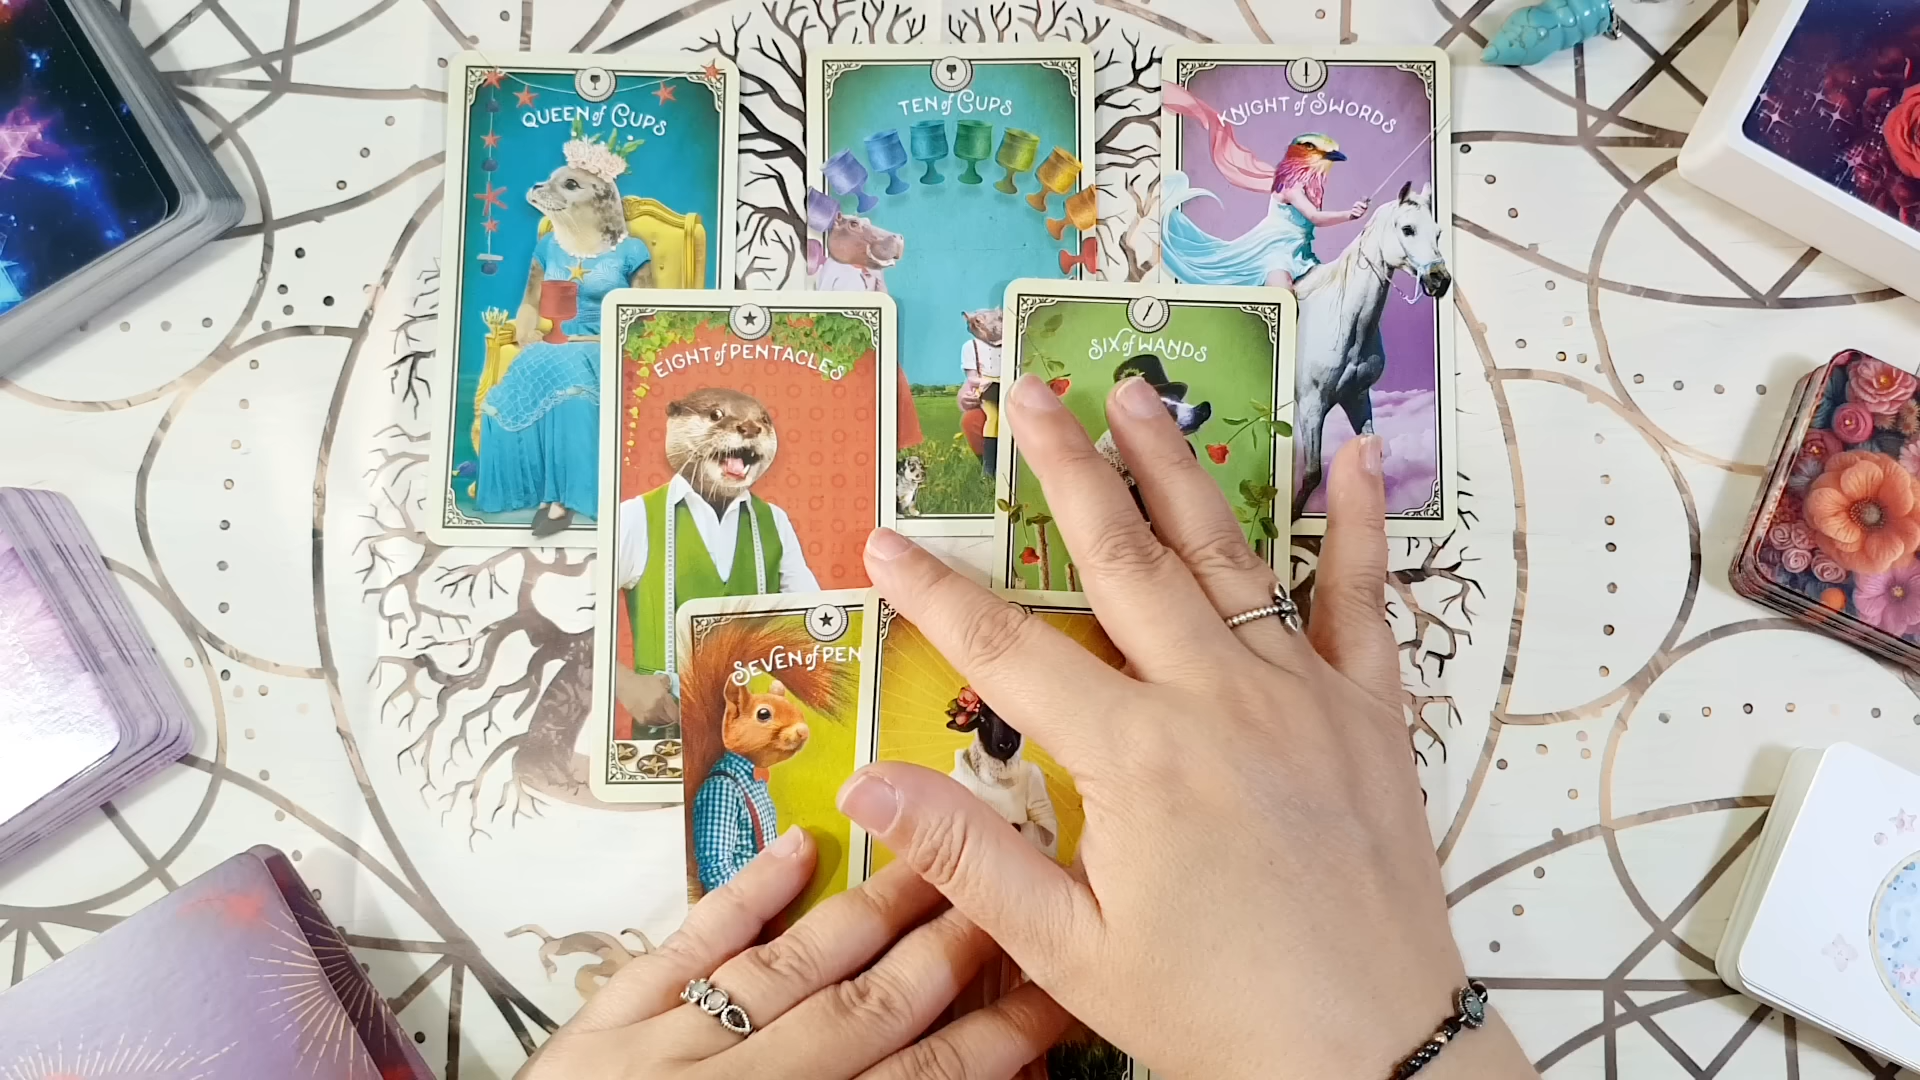 QUEEN of CUPS
TEN of CUPS
KNIGHT of SWORDS
EIGHT of PENTACLES
SIX of WANDS
SEVEN of PEN